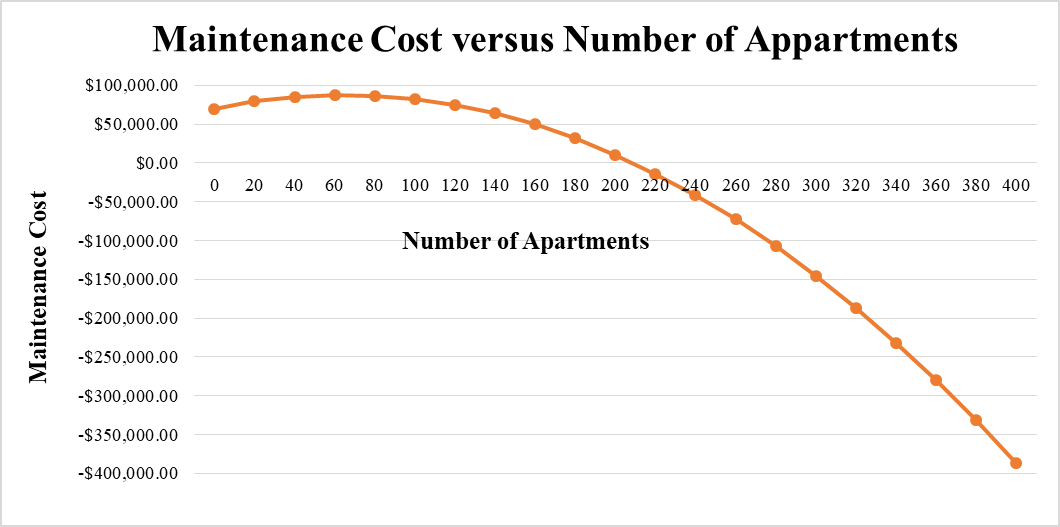 Maintenance Cost versus Number of Appartments
$100,000.00
$50,000.00
$0.00
0 20 40 60 80 100 120 140 160 180 200 220 240 260 280 300 320 340 360 380 400
-$50,000.00
-$100,000.00
-$150,000.00
-$200,000.00
-$250,000.00
-$300,000.00
-$350,000.00
-$400,000.00
Number of Apartments
Maintenance Cost